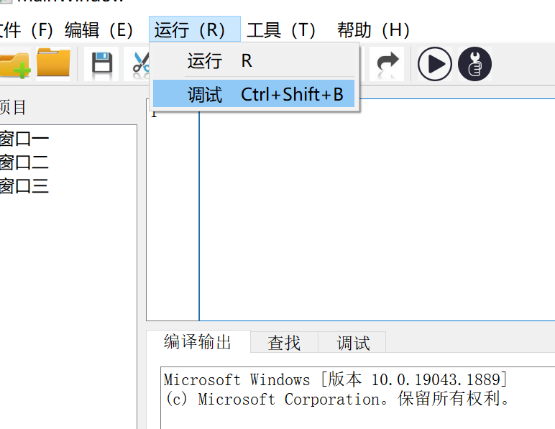 mainwindow
文件 (F) 编辑 (E) 运行 (R) 工具 (T) 帮助 (H)
运行 R
调试 Ctrl+Shift+B
项目
1
窗口一
窗口二
窗口三
编译输出 查找 调试
Microsoft Windows [版本 10.0.19043.1889]
(c) Microsoft Corporation。保留所有权利。